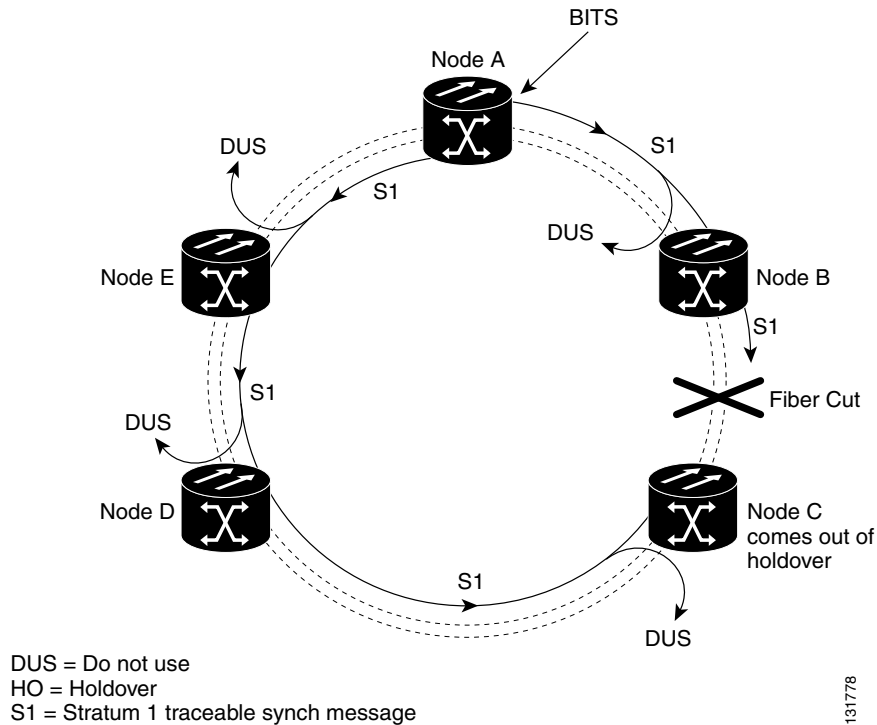 BITS
Node A
DUS
S1
S1
DUS
Node E
Node B
S1
Fiber Cut
S1
DUS
Node D
Node C
comes out of
holdover
S1
DUS
DUS = Do not use
HO = Holdover
S1 = Stratum 1 traceable synch message
131778